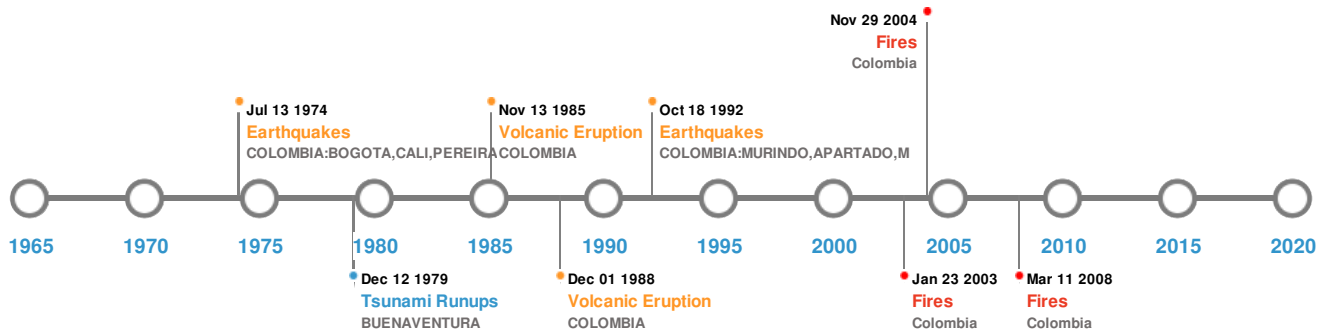 Nov 29 2004
Fires
Colombia
Jul 13 1974
Earthquakes
COLOMBIA:BOGOTA,CALI,PEREIRA
Nov 13 1985
Volcanic Eruption
COLOMBIA
Oct 18 1992
Earthquakes
COLOMBIA:MURINDO,APARTADO,M
1965 1970 1975 1980 1985 1990 1995 2000 2005 2010 2015 2020
Dec 12 1979
Tsunami Runups
BUENAVENTURA
Dec 01 1988
Volcanic Eruption
COLOMBIA
Jan 23 2003
Fires
Colombia
Mar 11 2008
Fires
Colombia